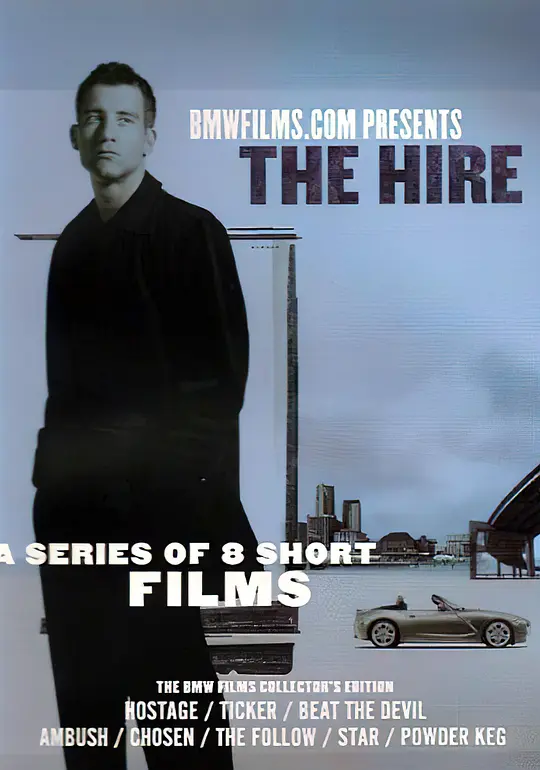 BMWFILMS.COM PRESENTS
THE HIRE
A SERIES OF 8 SHORT
FILMS
THE BMW FILMS COLLECTOR'S EDITION
HOSTAGE / TICKER / BEAT THE DEVIL
AMBUSH / CHOSEN / THE FOLLOW / STAR / POWDER KEG